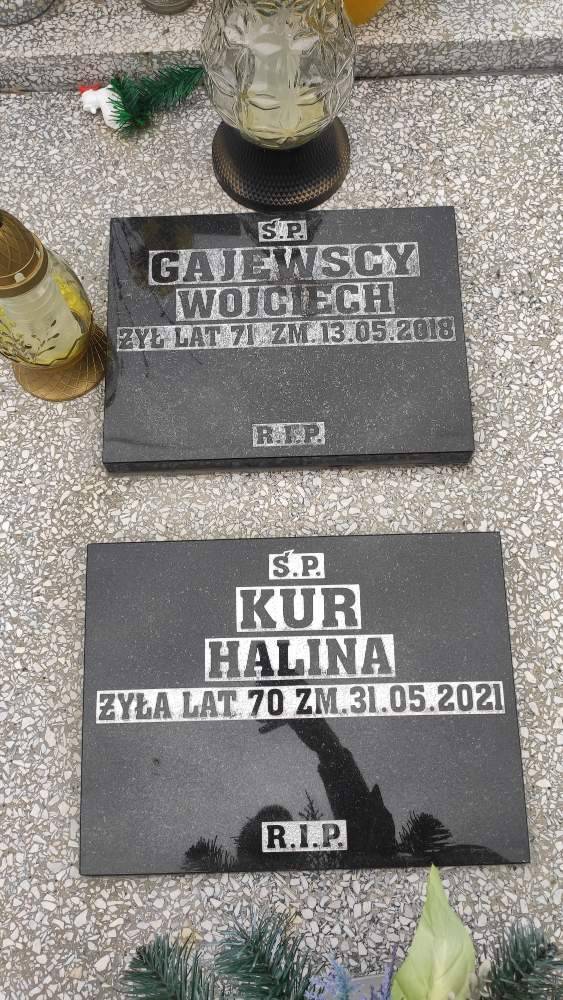 Ś.P.
GAJEWSCY
WOJCIECH
ŻYŁ LAT 71 ZM.13.05.2018
R.I.P.
Ś.P.
KUR
HALINA
ŻYŁA LAT 70 ZM.31.05.2021
R.I.P.